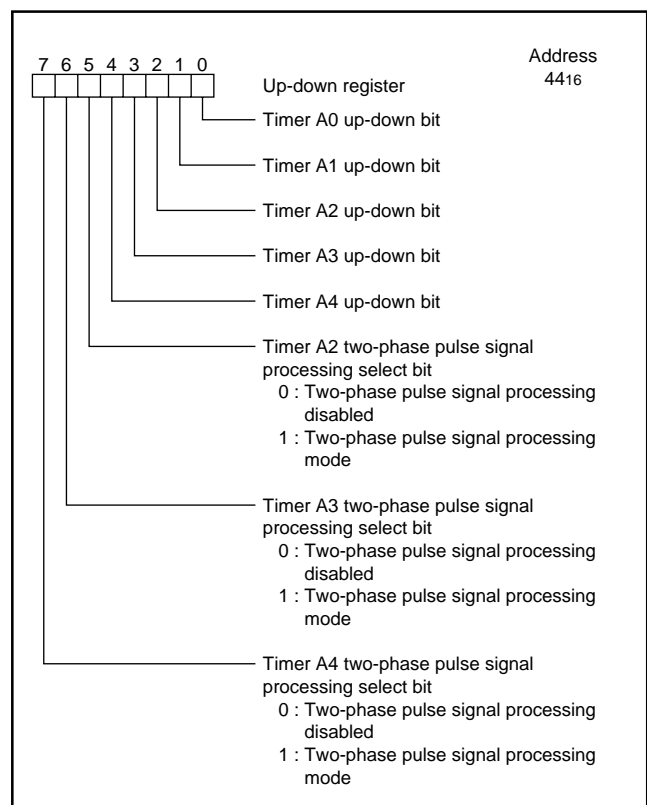 Address
4416
7 6 5 4 3 2 1 0
Up-down register
Timer A0 up-down bit
Timer A1 up-down bit
Timer A2 up-down bit
Timer A3 up-down bit
Timer A4 up-down bit
Timer A2 two-phase pulse signal
processing select bit
0 : Two-phase pulse signal processing
disabled
1 : Two-phase pulse signal processing
mode
Timer A3 two-phase pulse signal
processing select bit
0 : Two-phase pulse signal processing
disabled
1 : Two-phase pulse signal processing
mode
Timer A4 two-phase pulse signal
processing select bit
0 : Two-phase pulse signal processing
disabled
1 : Two-phase pulse signal processing
mode